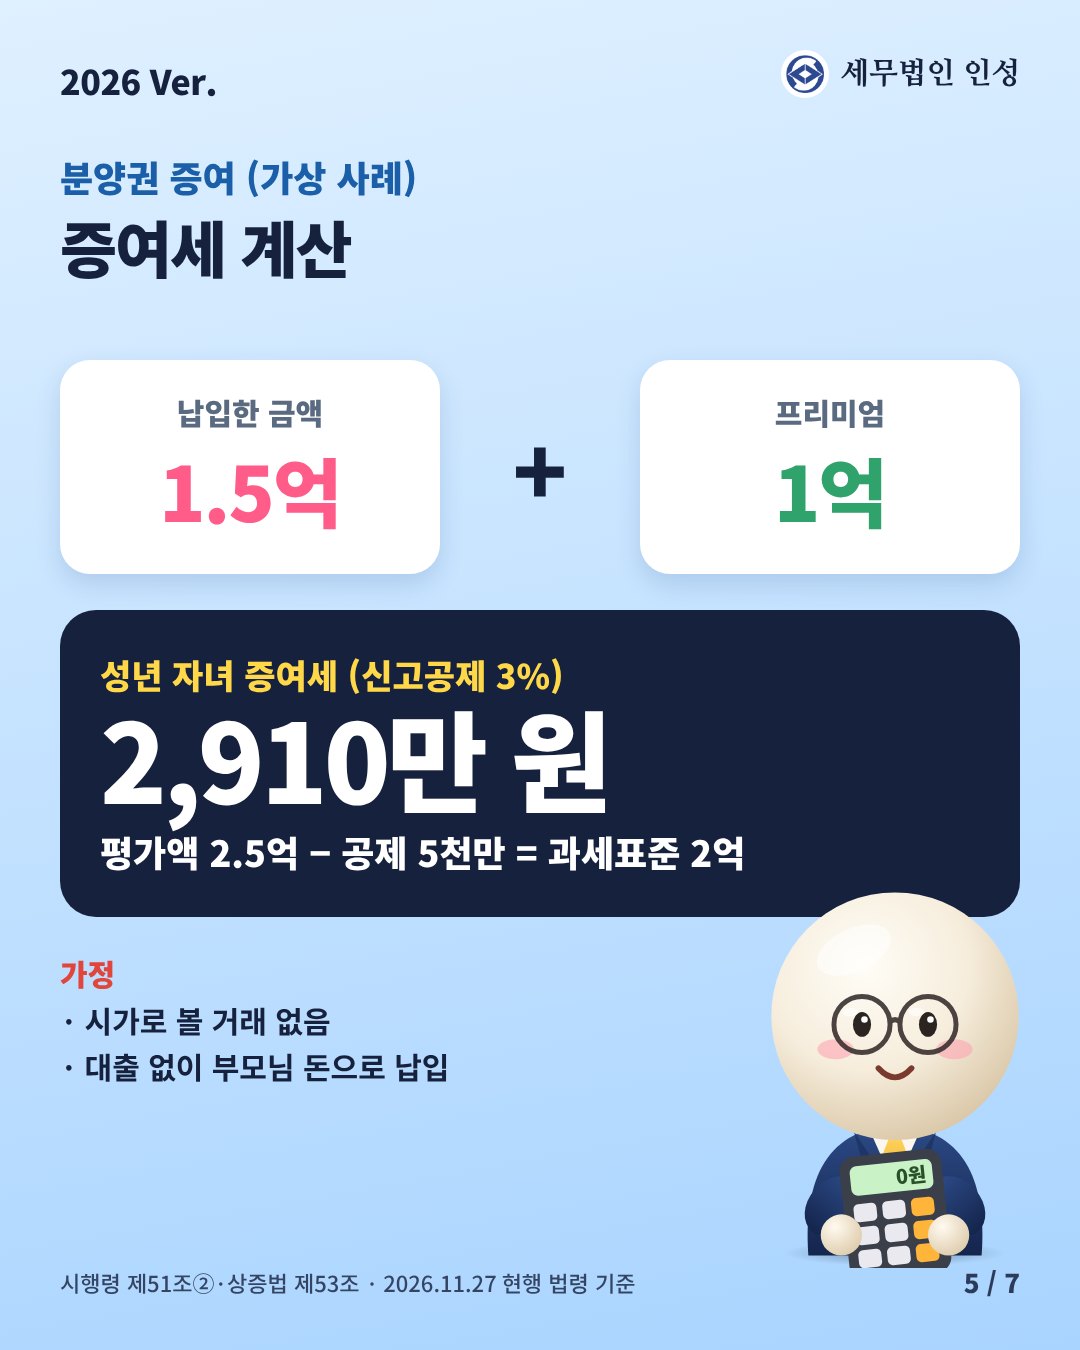 2026 Ver.
세무법인 인성
분양권 증여 (가상 사례)
증여세 계산
납입한 금액
1.5억
+
프리미엄
1억
성년 자녀 증여세 (신고공제 3%)
2,910만 원
평가액 2.5억 − 공제 5천만 = 과세표준 2억
가정
· 시가로 볼 거래 없음
· 대출 없이 부모님 돈으로 납입
0원
시행령 제51조②·상증법 제53조 · 2026.11.27 현행 법령 기준
5 / 7